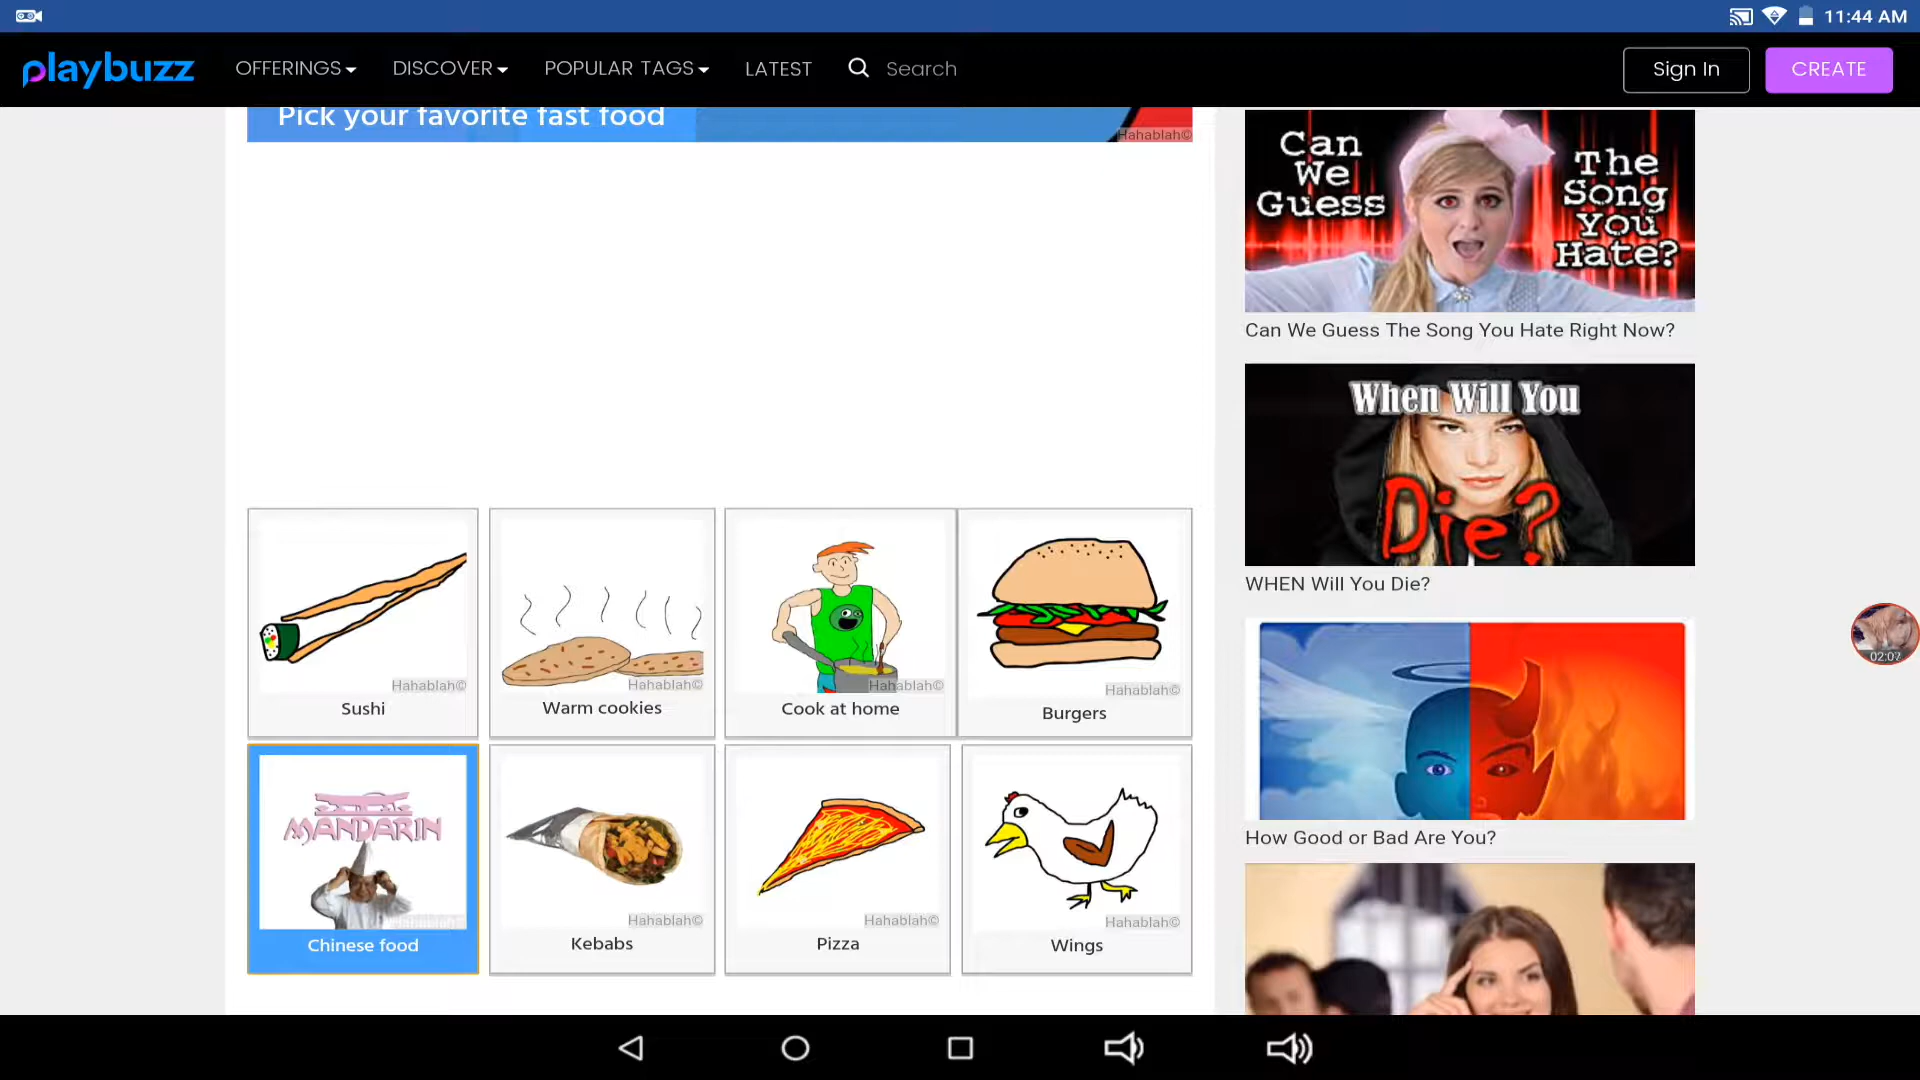 11:44 AM
playbuzz
OFFERINGS
DISCOVER
POPULAR TAGS
LATEST
Search
Sign In
CREATE
Pick your favorite fast food
Hahablah©
Hahablah©
Sushi
Hahablah©
Warm cookies
Hahablah©
Cook at home
Hahablah©
Burgers
MANDARIN
Hahablah©
Chinese food
Hahablah©
Kebabs
Hahablah©
Pizza
Hahablah©
Wings
Can
We
Guess
The
Song
You
Hate?
Can We Guess The Song You Hate Right Now?
When Will You
Die?
WHEN Will You Die?
How Good or Bad Are You?
02:07